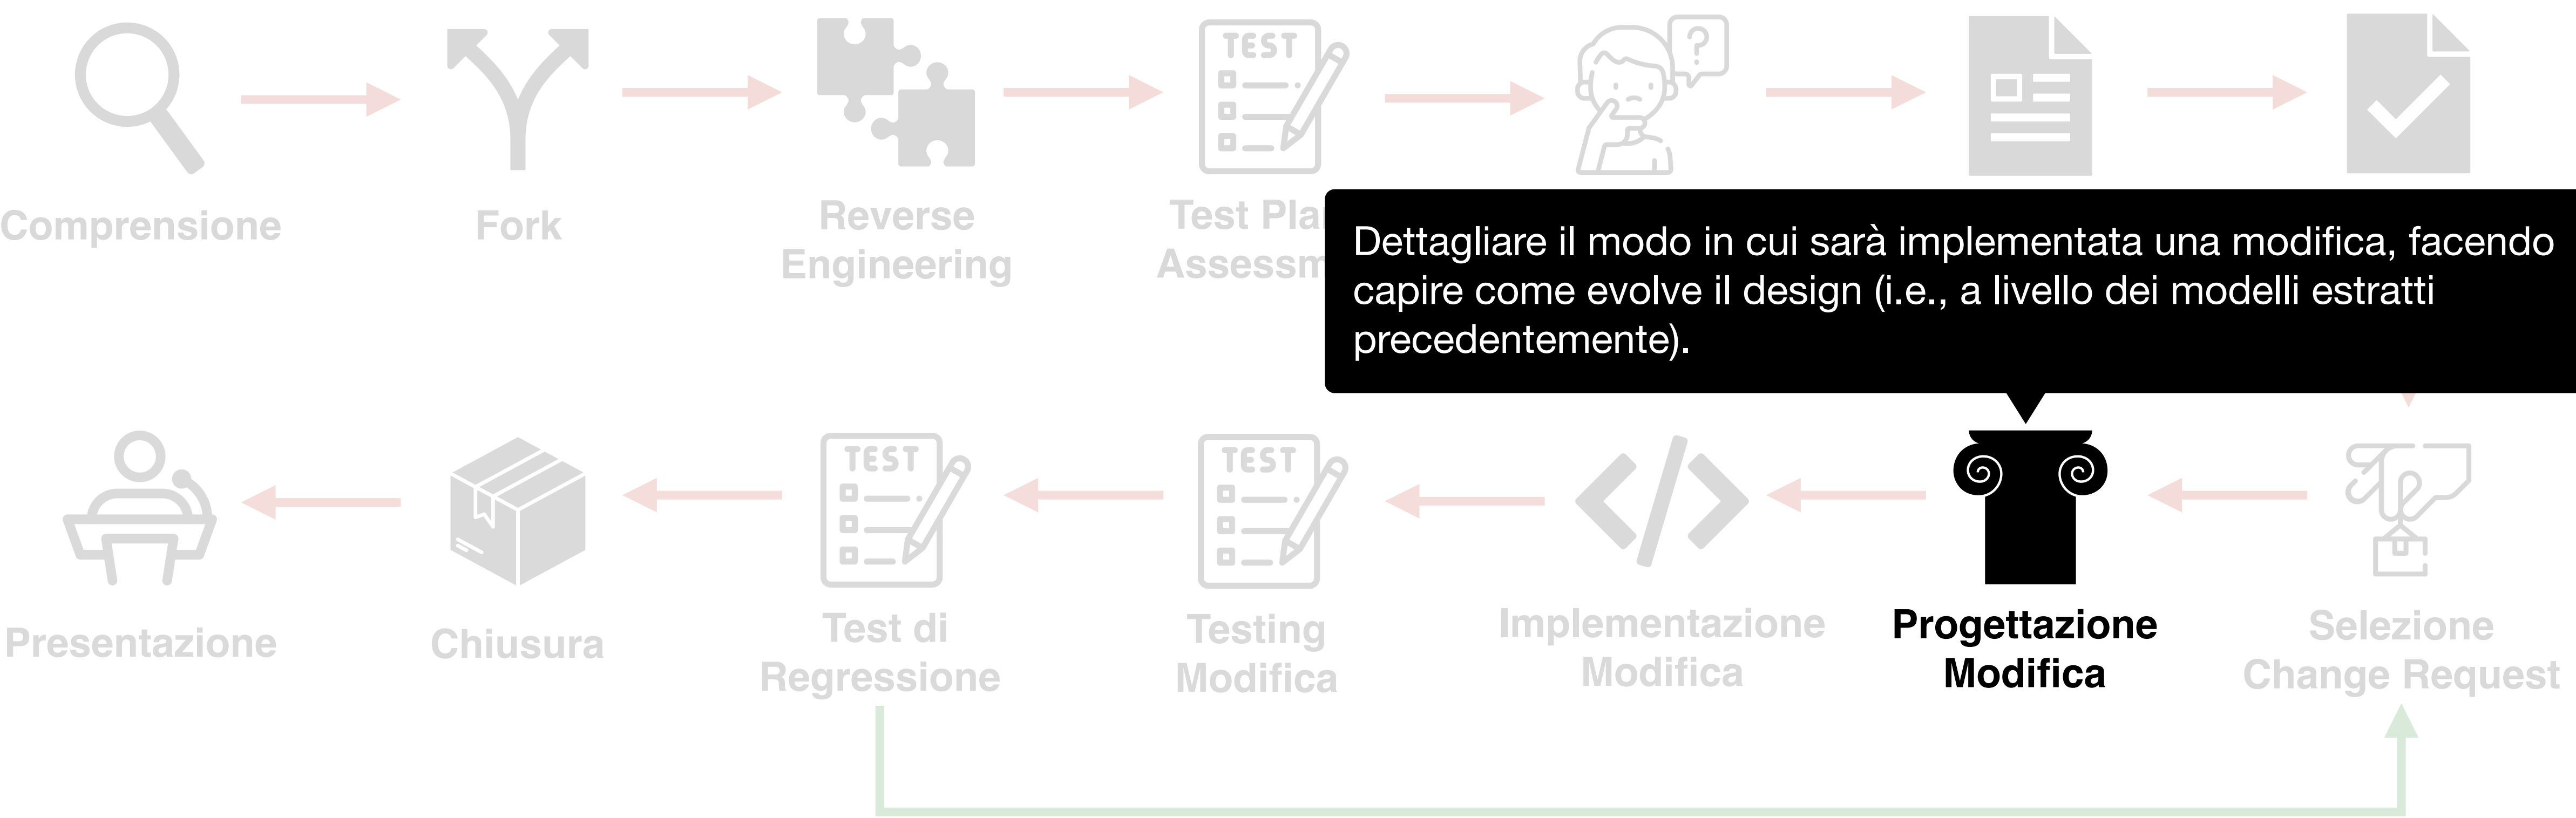 TEST
?
Comprensione
Fork
Reverse
Engineering
Test Pla
Assessm
Dettagliare il modo in cui sarà implementata una modifica, facendo
capire come evolve il design (i.e., a livello dei modelli estratti
precedentemente).
TEST
TEST
</>
Presentazione
Chiusura
Test di
Regressione
Testing
Modifica
Implementazione
Modifica
Progettazione
Modifica
Selezione
Change Request